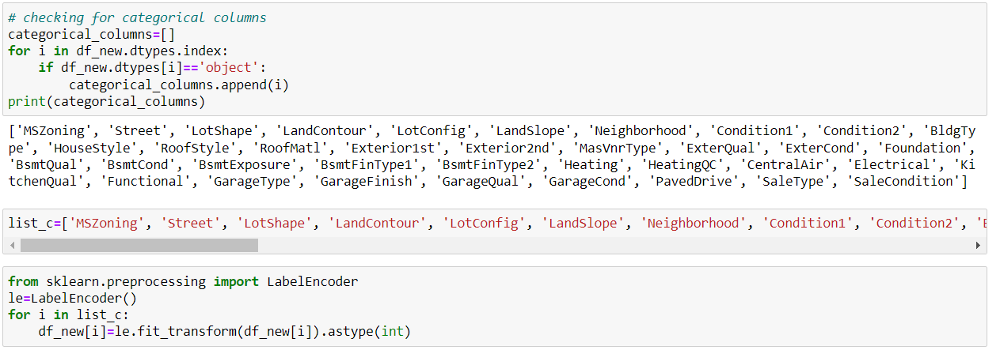 # checking for categorical columns
categorical_columns=[]
for i in df_new.dtypes.index:
    if df_new.dtypes[i]=='object':
        categorical_columns.append(i)
print(categorical_columns)
['MSZoning', 'Street', 'LotShape', 'LandContour', 'LotConfig', 'LandSlope', 'Neighborhood', 'Condition1', 'Condition2', 'BldgTy
pe', 'HouseStyle', 'RoofStyle', 'RoofMatl', 'Exterior1st', 'Exterior2nd', 'MasVnrType', 'ExterQual', 'ExterCond', 'Foundation',
'BsmtQual', 'BsmtCond', 'BsmtExposure', 'BsmtFinType1', 'BsmtFinType2', 'Heating', 'HeatingQC', 'CentralAir', 'Electrical', 'Ki
tchenQual', 'Functional', 'GarageType', 'GarageFinish', 'GarageQual', 'GarageCond', 'PavedDrive', 'SaleType', 'SaleCondition']
list_c=['MSZoning', 'Street', 'LotShape', 'LandContour', 'LotConfig', 'LandSlope', 'Neighborhood', 'Condition1', 'Condition2',
from sklearn.preprocessing import LabelEncoder
le=LabelEncoder()
for i in list_c:
    df_new[i]=le.fit_transform(df_new[i]).astype(int)